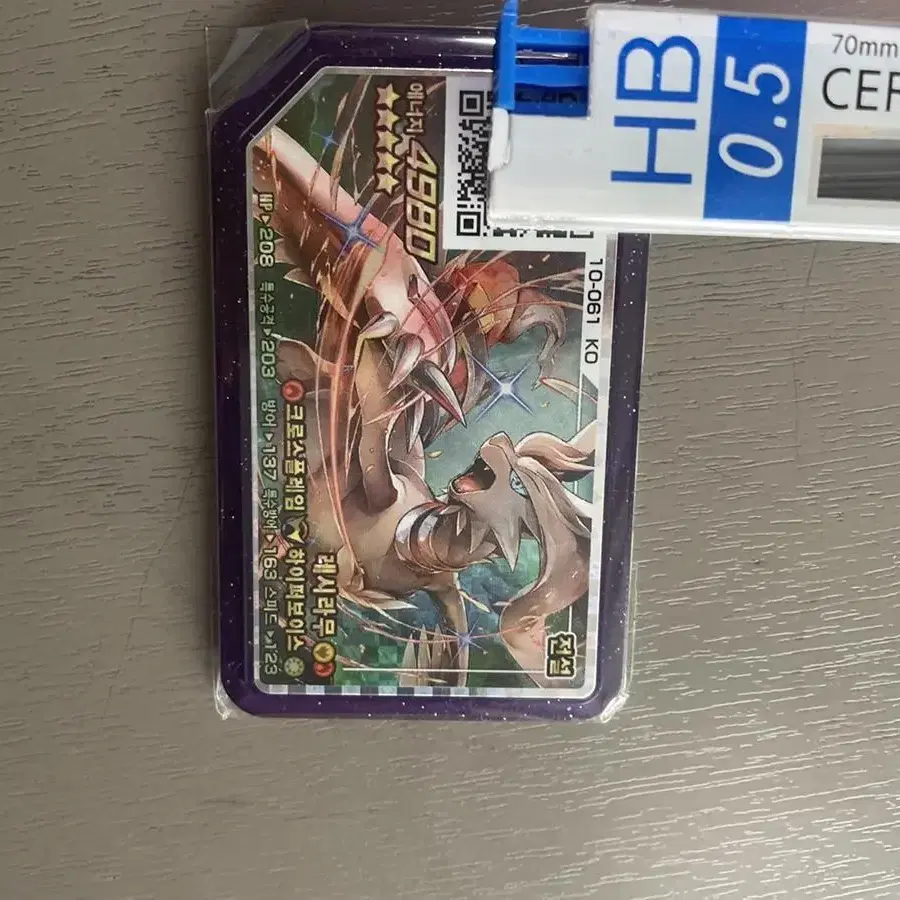 HB
0.5
70mm
에너지 4980
10-061 KO
전설
레시라무
크로스플레임 하이퍼보이스
HP▶208 특수공격▶203 방어▶137 특수방어▶163 스피드▶123